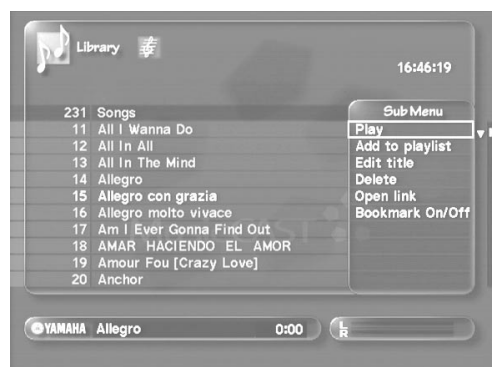 Library
16:46:19
231 Songs
11 All I Wanna Do
12 All In All
13 All In The Mind
14 Allegro
15 Allegro con grazia
16 Allegro molto vivace
17 Am I Ever Gonna Find Out
18 AMAR HACIENDO EL AMOR
19 Amour Fou [Crazy Love]
20 Anchor
Sub Menu
Play
Add to playlist
Edit title
Delete
Open link
Bookmark On/Off
YAMAHA Allegro 0:00
L
R